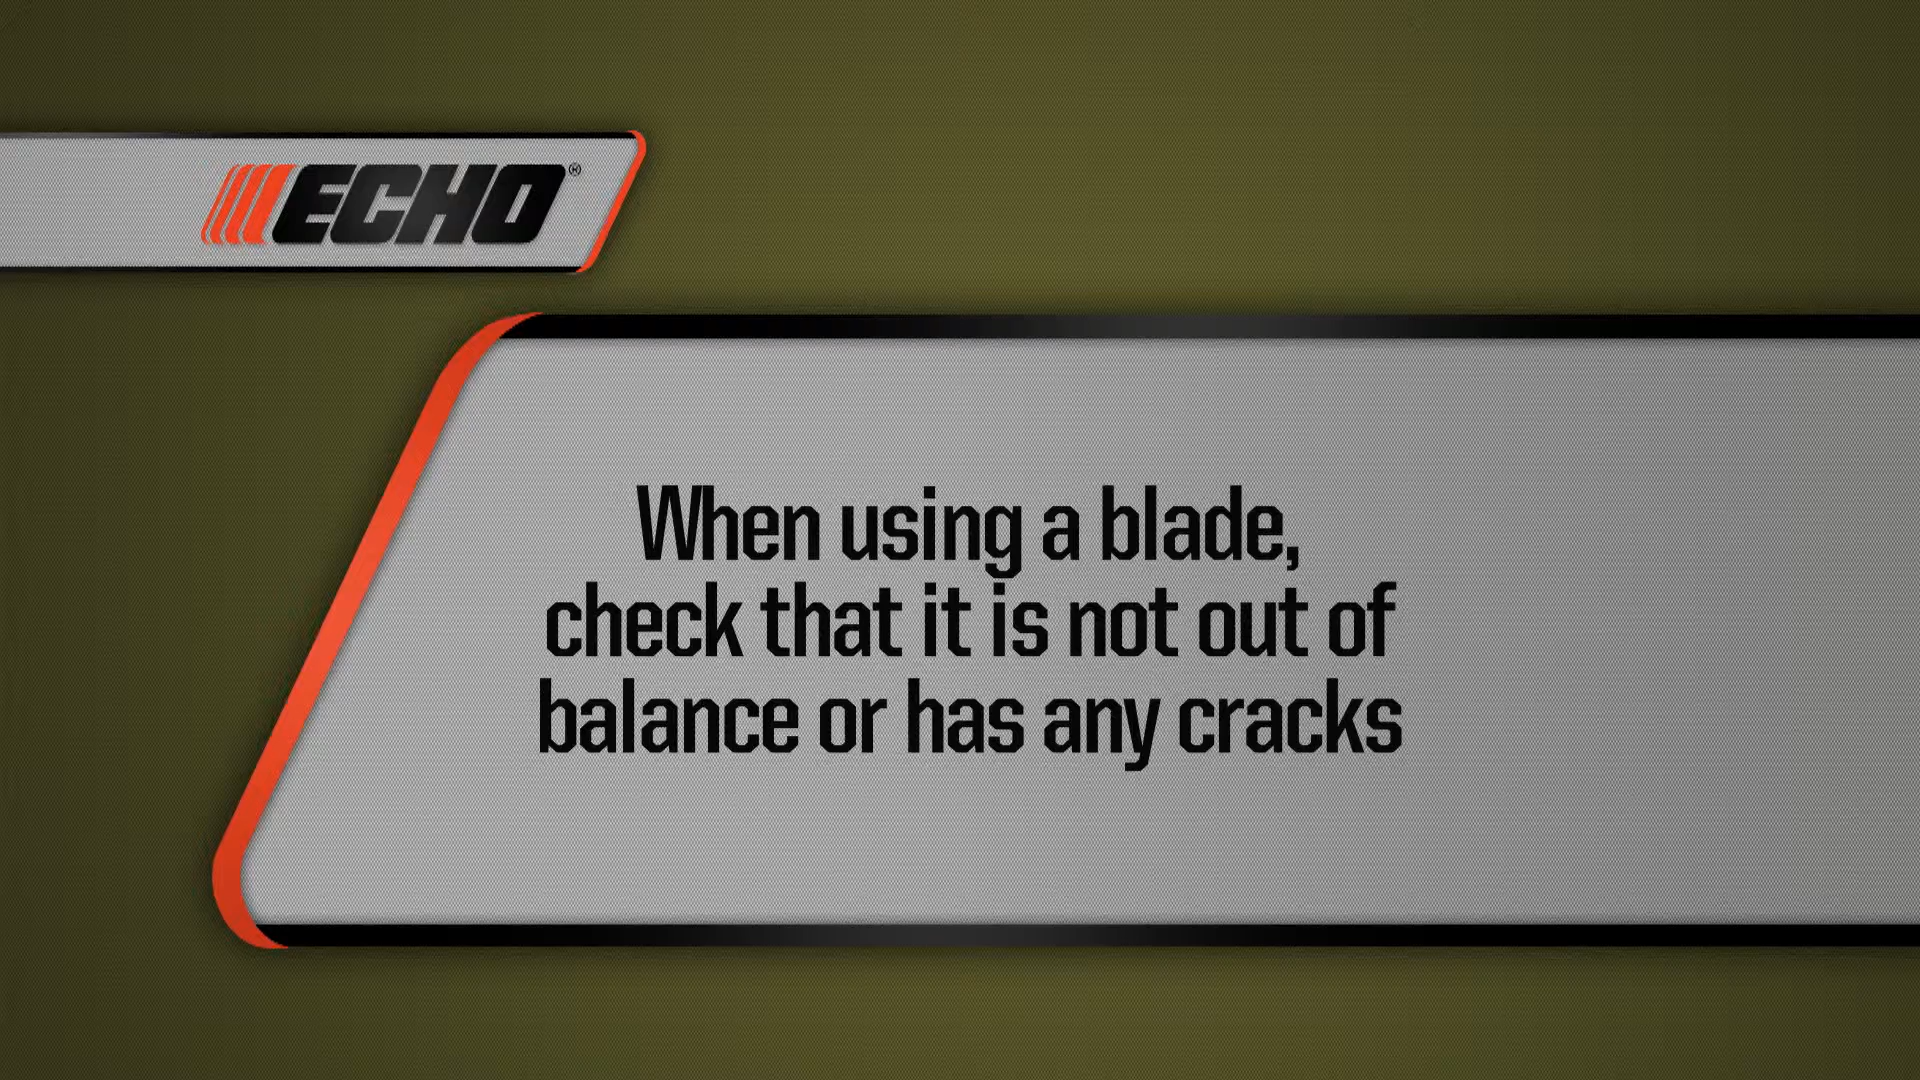 ECHO®
When using a blade,
check that it is not out of
balance or has any cracks